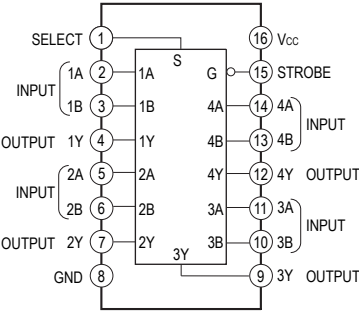 SELECT 1 S 16 Vcc
1A 2 1A G 15 STROBE
INPUT
1B 3 1B 4A 14 4A
INPUT
OUTPUT 1Y 4 1Y 4B 13 4B
2A 5 2A 4Y 12 4Y OUTPUT
INPUT
2B 6 2B 3A 11 3A
INPUT
OUTPUT 2Y 7 2Y 3B 10 3B
3Y
GND 8 9 3Y OUTPUT